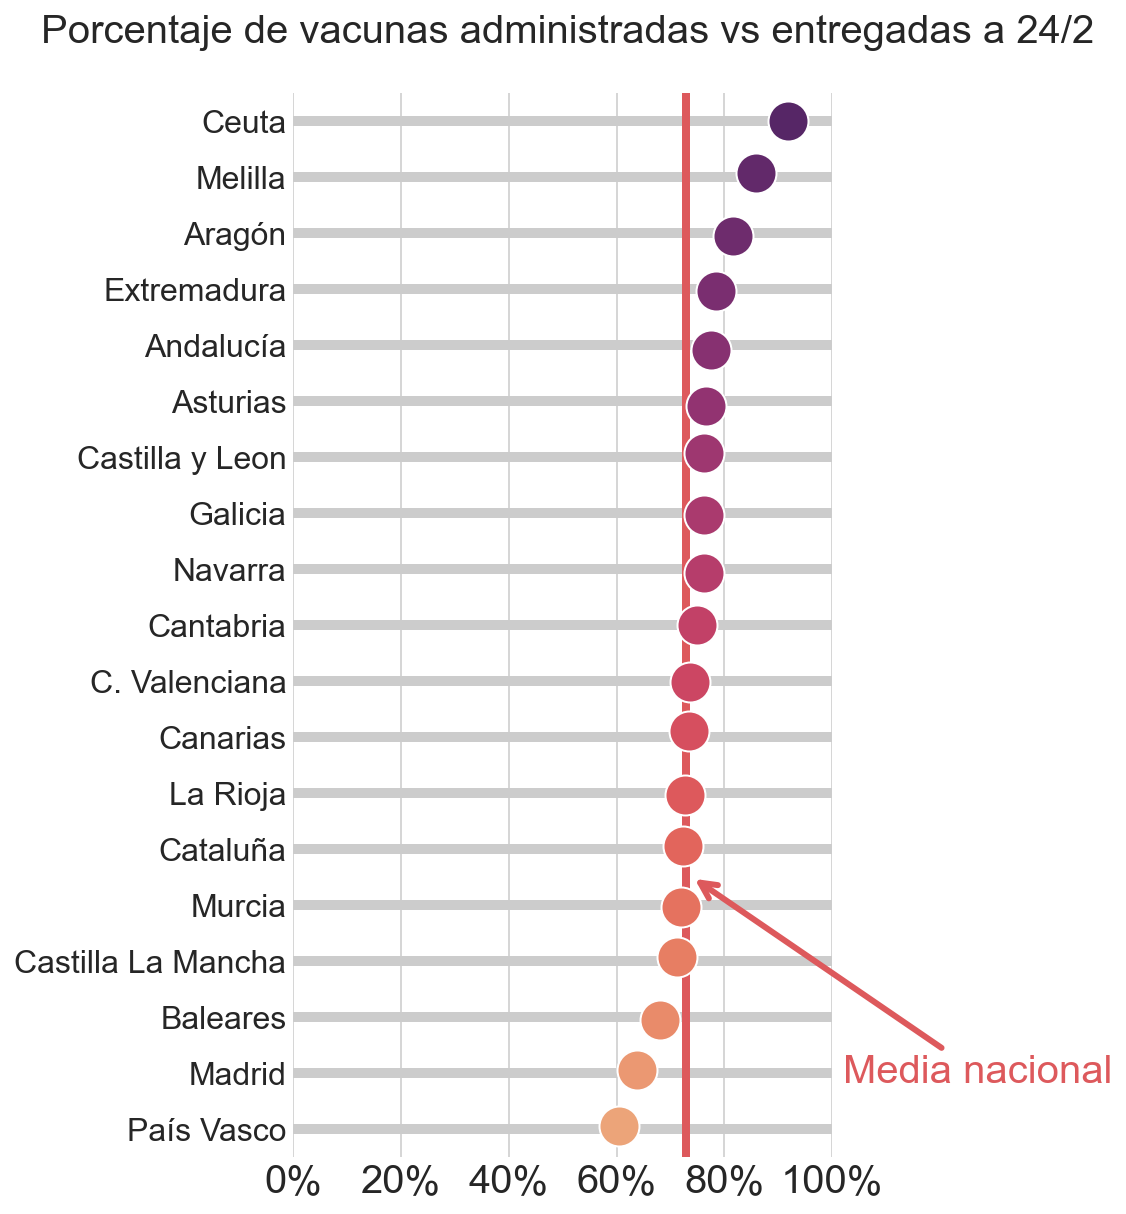 Porcentaje de vacunas administradas vs entregadas a 24/2
Ceuta
Melilla
Aragón
Extremadura
Andalucía
Asturias
Castilla y Leon
Galicia
Navarra
Cantabria
C. Valenciana
Canarias
La Rioja
Cataluña
Murcia
Castilla La Mancha
Baleares
Madrid
País Vasco
Media nacional
0% 20% 40% 60% 80% 100%